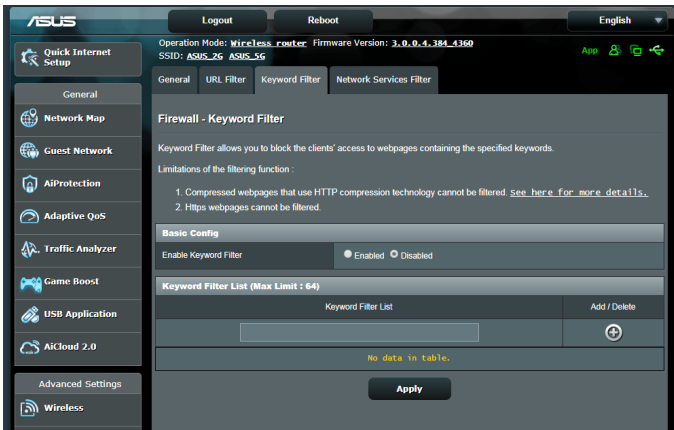 ASUS
Logout
Reboot
English
Quick Internet Setup
Operation Mode: Wireless router Firmware Version: 3.0.0.4.384_4360
SSID: ASUS_2G ASUS_5G
App
General
Network Map
Guest Network
AiProtection
Adaptive QoS
Traffic Analyzer
Game Boost
USB Application
AiCloud 2.0
Advanced Settings
Wireless
General
URL Filter
Keyword Filter
Network Services Filter
Firewall - Keyword Filter
Keyword Filter allows you to block the clients' access to webpages containing the specified keywords.
Limitations of the filtering function :
1. Compressed webpages that use HTTP compression technology cannot be filtered. See here for more details.
2. Https webpages cannot be filtered.
Basic Config
Enable Keyword Filter
Enabled Disabled
Keyword Filter List (Max Limit : 64)
Keyword Filter List
Add / Delete
No data in table.
Apply